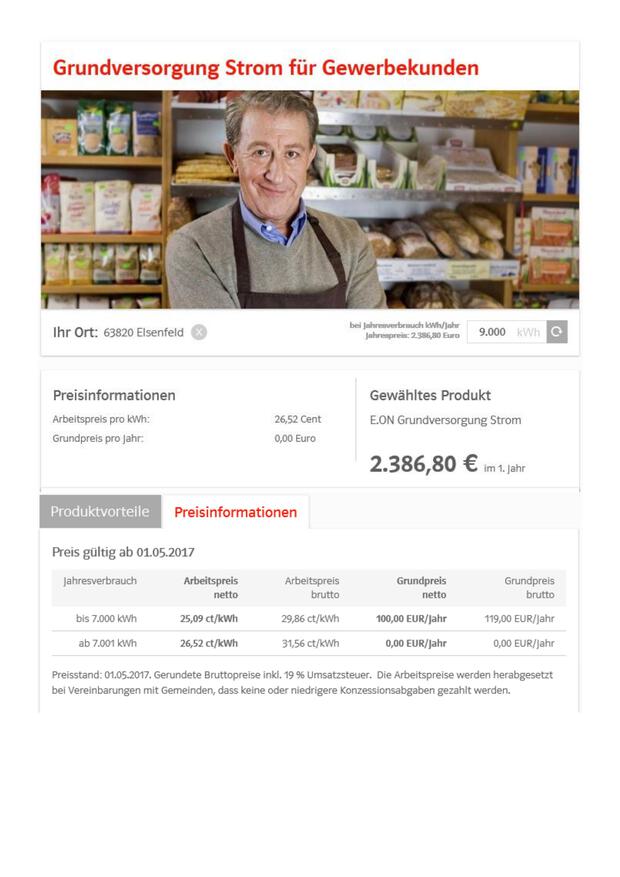 Grundversorgung Strom für Gewerbekunden
Ihr Ort: 63820 Elsenfeld X
bei Jahresverbrauch kWh/Jahr
Jahrespreis: 2.386,80 Euro
9.000 kWh
Preisinformationen
Arbeitspreis pro kWh: 26,52 Cent
Grundpreis pro Jahr: 0,00 Euro
Gewähltes Produkt
E.ON Grundversorgung Strom
2.386,80 € im 1. Jahr
Produktvorteile Preisinformationen
Preis gültig ab 01.05.2017
Jahresverbrauch Arbeitspreis netto Arbeitspreis brutto Grundpreis netto Grundpreis brutto
bis 7.000 kWh 25,09 ct/kWh 29,86 ct/kWh 100,00 EUR/Jahr 119,00 EUR/Jahr
ab 7.001 kWh 26,52 ct/kWh 31,56 ct/kWh 0,00 EUR/Jahr 0,00 EUR/Jahr
Preisstand: 01.05.2017. Gerundete Bruttopreise inkl. 19 % Umsatzsteuer. Die Arbeitspreise werden herabgesetzt
bei Vereinbarungen mit Gemeinden, dass keine oder niedrigere Konzessionsabgaben gezahlt werden.